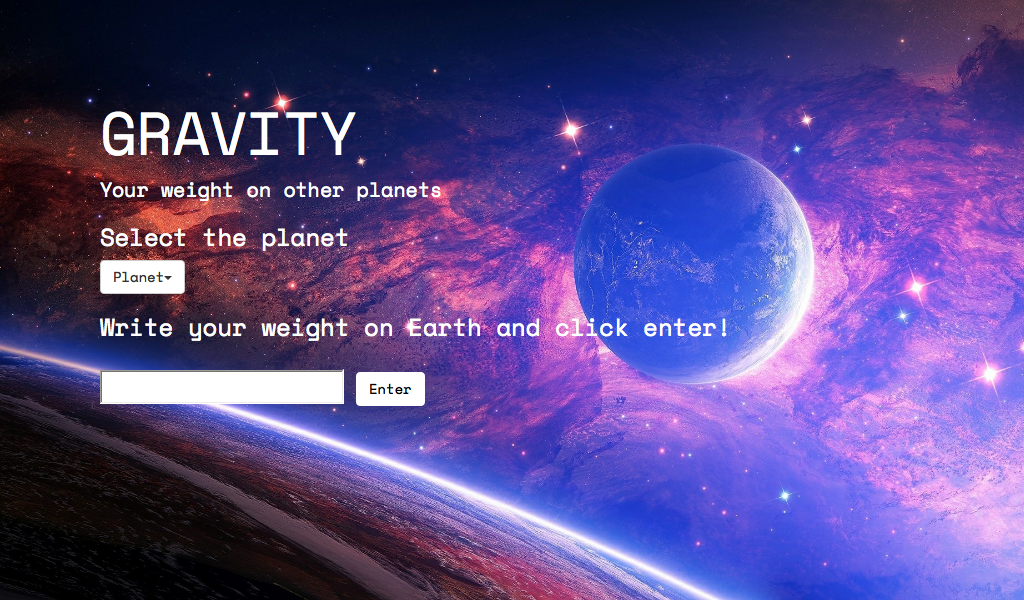 GRAVITY
Your weight on other planets
Select the planet
Planet
Write your weight on Earth and click enter!
Enter